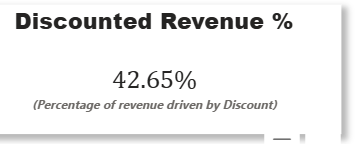 Discounted Revenue %
42.65%
(Percentage of revenue driven by Discount)